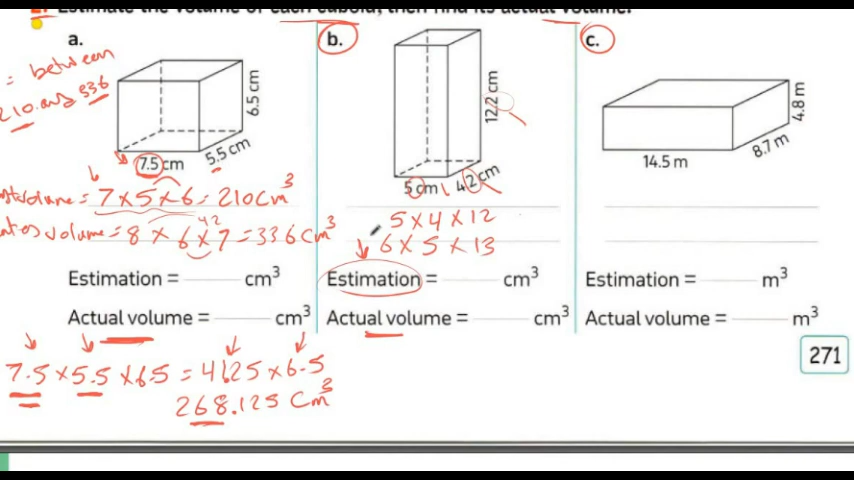 2. Estimate the volume of each cuboid, then find its actual volume.
a.
= between
210 and 336
6.5 cm
5.5 cm
7.5 cm
volume = 7 × 5 × 6 = 210 cm³
42
volume = 8 × 6 × 7 = 336 cm³
Estimation = cm³
Actual volume = cm³
7.5 × 5.5 × 6.5 = 41.25 × 6.5
268.125 cm³
b.
12.2 cm
5 cm
4.2 cm
5 × 4 × 12
6 × 5 × 13
Estimation = cm³
Actual volume = cm³
c.
4.8 m
8.7 m
14.5 m
Estimation = m³
Actual volume = m³
271